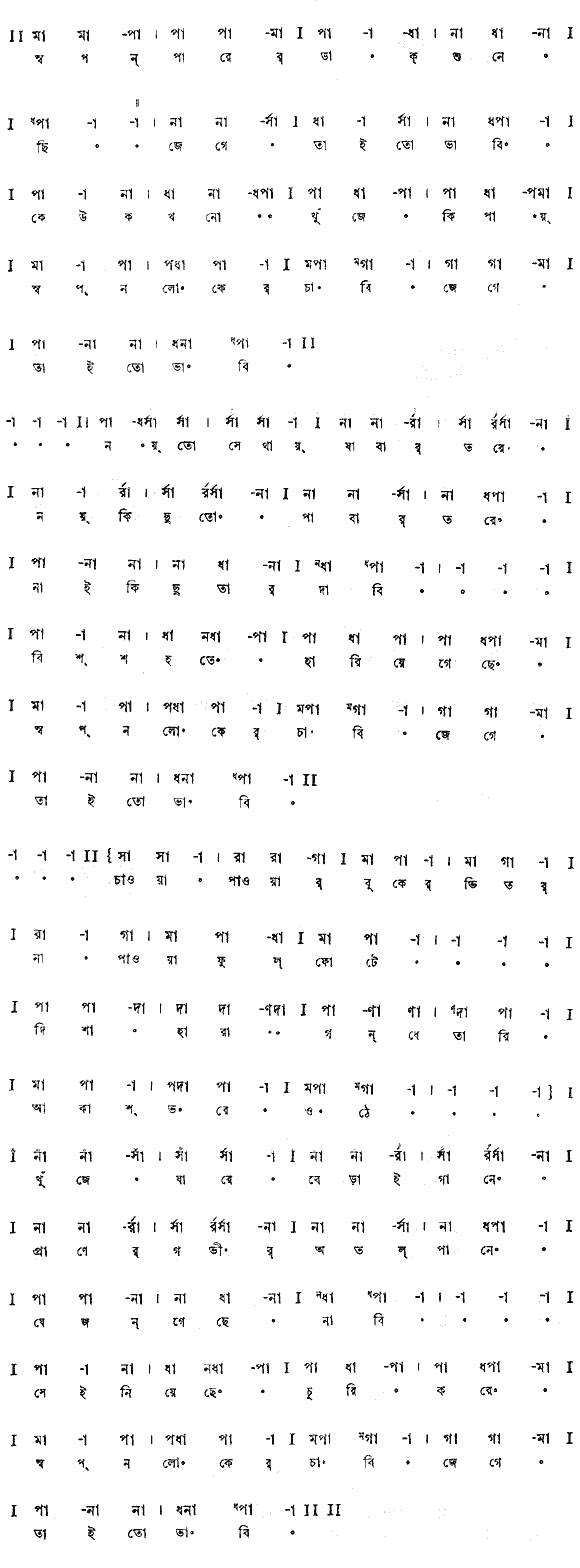 II মা মা -পা । পা পা -মা I পা -া -ধা । না ধা -না I
স্ব প ন্ পা রে র্ ডা • ক্ শু নে •
I ধপা -া -া । না না -র্সা I ধা -া র্সা । না ধপা -া I
ছি • • জে গে • তা ই তো ভা বি• •
I পা -া না । ধা না -ধপা I পা ধা -পা । পা ধা -পমা I
কে উ ক খ নো •• খুঁ জে • কি পা •য়্
I মা -া পা । পধা পা -া I মপা মগা -া । গা গা -মা I
স্ব প্ ন লো• কে র্ চা• বি • জে গে •
I পা -না না । ধনা ধপা -া II
তা ই তো ভা• বি •
-া -া -া II পা -ধর্সা র্সা । র্সা র্সা -া I না না -র্রা । র্সা র্রর্সা -না I
• • • ন •য়্ তো সে থায়্ • যা বা র্ ত রে• •
I না -া র্রা । র্সা র্রর্সা -না I না না -র্সা । না ধপা -া I
ন য়্ কি ছু তো• • পা বা র্ ত রে• •
I পা -না না । না ধা -না I নধা ধপা -া । -া -া -া I
না ই কি ছু তা র্ দা বি • • • •
I পা -া না । ধা নধা -পা I পা ধা পা । পা ধপা -মা I
বি শ্ শ হ তে• • হা রি য়ে গে ছে• •
I মা -া পা । পধা পা -া I মপা মগা -া । গা গা -মা I
স্ব প্ ন লো• কে র্ চা• বি • জে গে •
I পা -না না । ধনা ধপা -া II
তা ই তো ভা• বি •
-া -া -া II { সা সা -া । রা রা -গা I মা পা -া । মা গা -া I
• • • চাও য়া • পাও য়া র্ বু কে র্ ভি ত র্
I রা -া গা । মা পা -ধা I মা পা -া । -া -া -া I
না • পাও য়া ফু ল্ ফো টে • • • •
I পা পা -দা । দা দা -ণদা I পা -ণা ণা । ণদা পা -া I
দি শা • হা রা •• গ ন্ ধে তা রি •
I মা পা -া । পদা পা -া I মপা মগা -া । -া -া -া } I
আ কা শ্ ভ• রে • ও• ঠে • • • •
I না না -র্সা । র্সা র্সা -া I না না -র্রা । র্সা র্রর্সা -না I
খুঁ জে • যা রে • বে ড়া ই গা নে• •
I না না -র্রা । র্সা র্রর্সা -না I না না -র্সা । না ধপা -া I
প্রা ণে র্ গ ভী• র্ অ ত ল্ পা নে• •
I পা পা -না । না ধা -না I নধা ধপা -া । -া -া -া I
যে জ ন্ গে ছে • না বি • • • •
I পা -া না । ধা নধা -পা I পা ধা -পা । পা ধপা -মা I
সে ই নি য়ে ছে• • চু রি • ক রে• •
I মা -া পা । পধা পা -া I মপা মগা -া । গা গা -মা I
স্ব প্ ন লো• কে র্ চা• বি • জে গে •
I পা -না না । ধনা ধপা -া II II
তা ই তো ভা• বি •